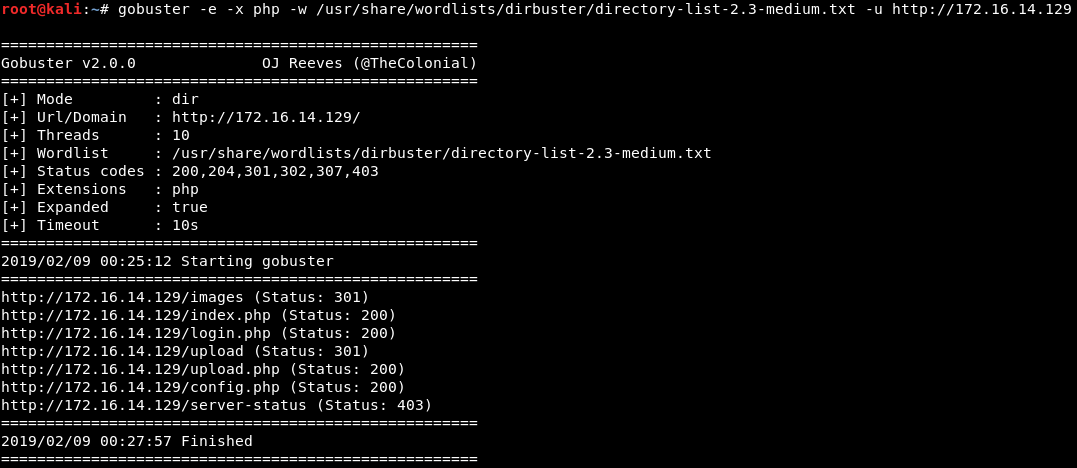 root@kali:~# gobuster -e -x php -w /usr/share/wordlists/dirbuster/directory-list-2.3-medium.txt -u http://172.16.14.129
=====================================================
Gobuster v2.0.0              OJ Reeves (@TheColonial)
=====================================================
[+] Mode         : dir
[+] Url/Domain   : http://172.16.14.129/
[+] Threads      : 10
[+] Wordlist     : /usr/share/wordlists/dirbuster/directory-list-2.3-medium.txt
[+] Status codes : 200,204,301,302,307,403
[+] Extensions   : php
[+] Expanded     : true
[+] Timeout      : 10s
=====================================================
2019/02/09 00:25:12 Starting gobuster
=====================================================
http://172.16.14.129/images (Status: 301)
http://172.16.14.129/index.php (Status: 200)
http://172.16.14.129/login.php (Status: 200)
http://172.16.14.129/upload (Status: 301)
http://172.16.14.129/upload.php (Status: 200)
http://172.16.14.129/config.php (Status: 200)
http://172.16.14.129/server-status (Status: 403)
=====================================================
2019/02/09 00:27:57 Finished
=====================================================